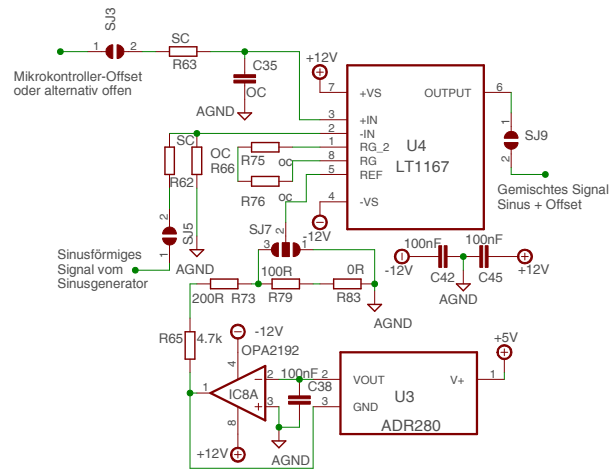 SJ3
1
2
SC
R63
C35
OC
AGND
Mikrokontroller-Offset
oder alternativ offen
+12V
7
3
2
1
8
5
4
+VS
+IN
-IN
RG_2
RG
REF
-VS
OUTPUT
U4
LT1167
6
1
2
SJ9
Gemischtes Signal
Sinus + Offset
SC
R62
OC
R66
R75
oc
R76
oc
2
1
SJ5
AGND
Sinusförmiges
Signal vom
Sinusgenerator
SJ7
2
3
1
-12V
100nF
100nF
-12V
C42
C45
+12V
AGND
200R
R73
100R
R79
0R
R83
AGND
R65
4.7k
-12V
OPA2192
4
1
IC8A
2
3
8
+12V
100nF
C38
AGND
2
3
VOUT
GND
U3
V+
ADR280
1
+5V